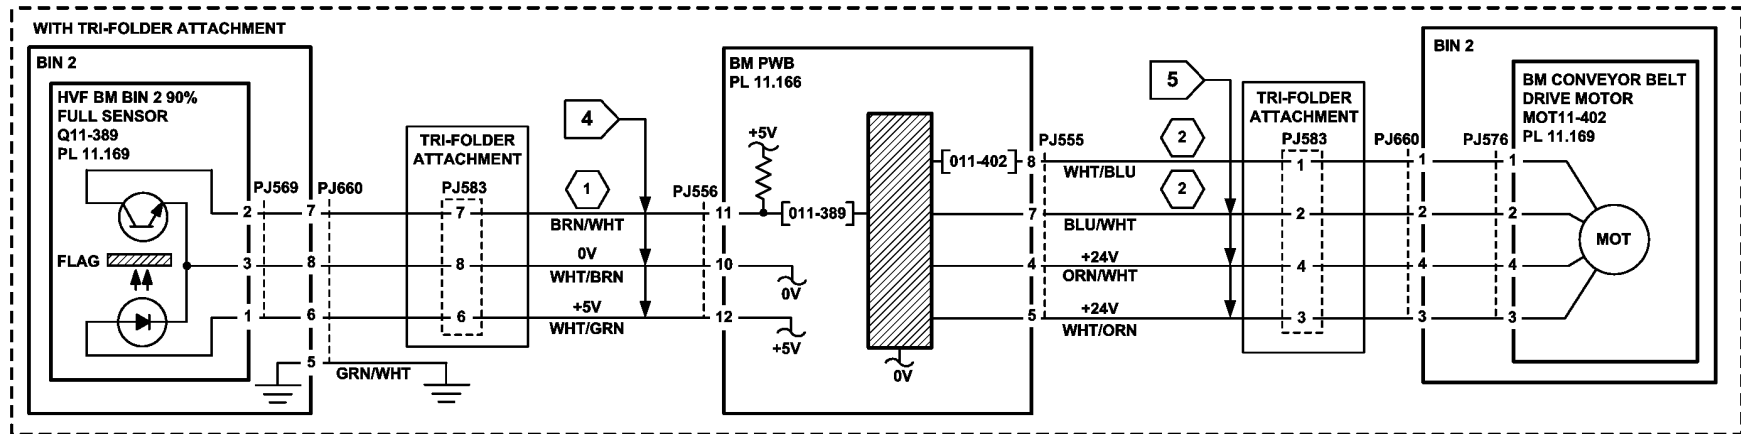 WITH TRI-FOLDER ATTACHMENT
BIN 2
HVF BM BIN 2 90%
FULL SENSOR
Q11-389
PL 11.169
FLAG
2
3
1
PJ569
PJ660
7
8
6
5
GRN/WHT
TRI-FOLDER
ATTACHMENT
PJ583
7
8
6
4
1
BRN/WHT
0V
WHT/BRN
+5V
WHT/GRN
PJ556
11
10
12
BM PWB
PL 11.166
+5V
[011-389]
0V
+5V
0V
[011-402]
8
7
4
5
PJ555
5
2
2
WHT/BLU
BLU/WHT
+24V
ORN/WHT
+24V
WHT/ORN
TRI-FOLDER
ATTACHMENT
PJ583
1
2
4
3
PJ660
BIN 2
1
2
4
3
PJ576
1
2
4
3
BM CONVEYOR BELT
DRIVE MOTOR
MOT11-402
PL 11.169
MOT